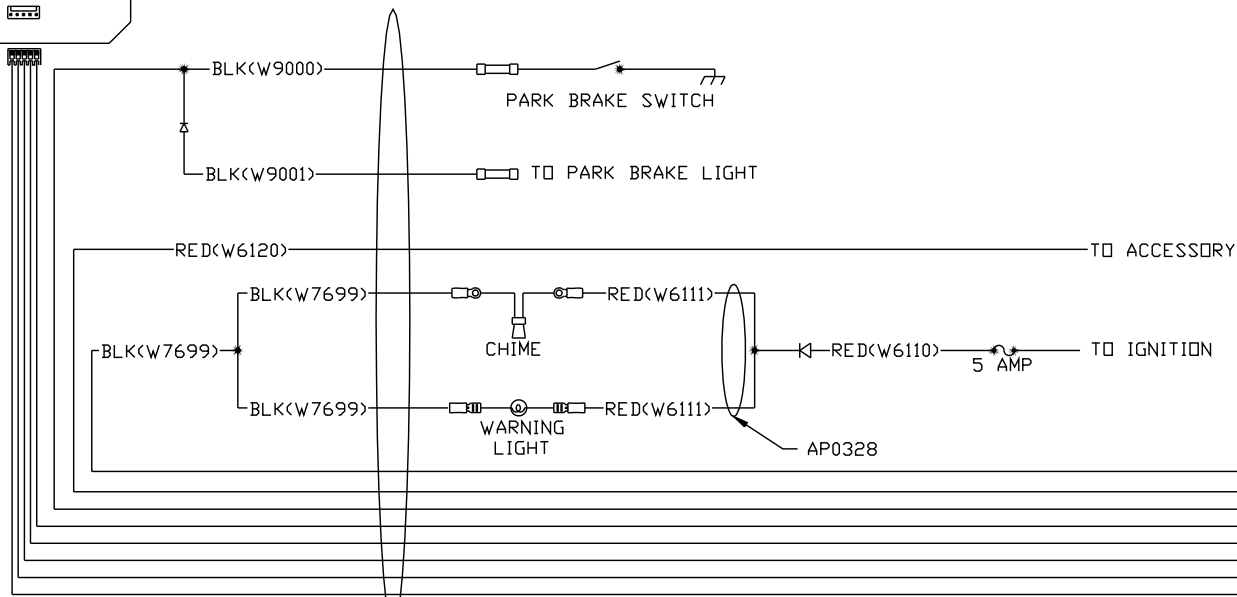 BLK(W9000)
PARK BRAKE SWITCH
BLK(W9001)
TO PARK BRAKE LIGHT
RED(W6120)
TO ACCESSORY
BLK(W7699)
RED(W6111)
CHIME
BLK(W7699)
RED(W6110)
5 AMP
TO IGNITION
BLK(W7699)
RED(W6111)
WARNING
LIGHT
AP0328